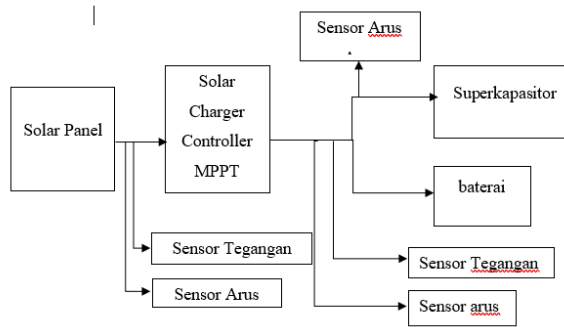 Sensor Arus
Solar Panel
Solar
Charger
Controller
MPPT
Superkapasitor
baterai
Sensor Tegangan
Sensor Arus
Sensor Tegangan
Sensor arus